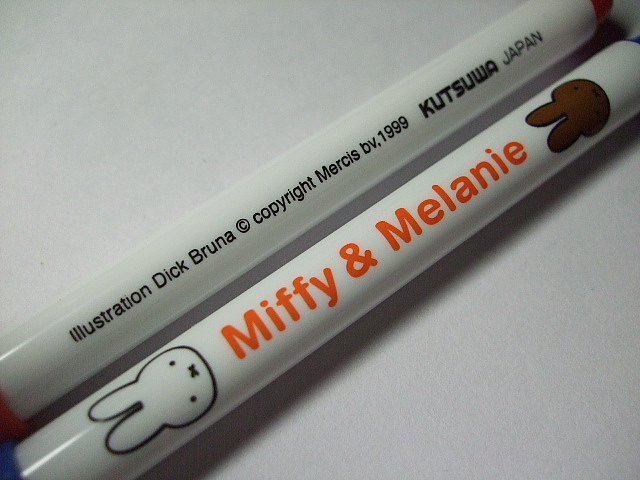 Illustration Dick Bruna © copyright Mercis bv,1999 KUTSUWA JAPAN
Miffy & Melanie